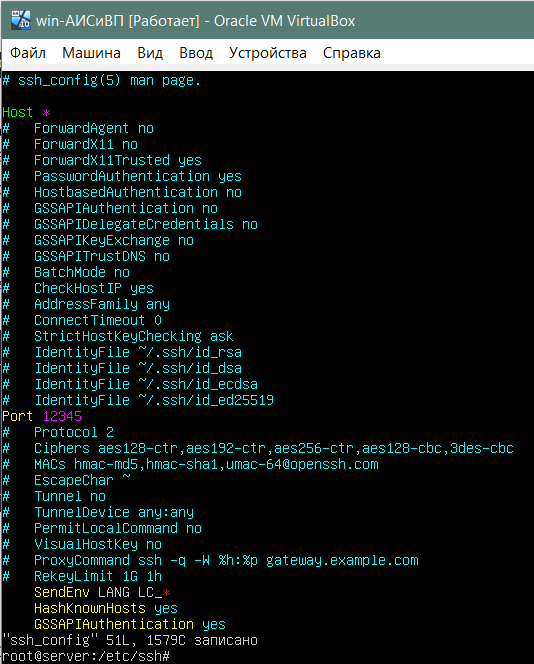 win-АИСиВП [Работает] - Oracle VM VirtualBox
Файл Машина Вид Ввод Устройства Справка
# ssh_config(5) man page.
Host *
#   ForwardAgent no
#   ForwardX11 no
#   ForwardX11Trusted yes
#   PasswordAuthentication yes
#   HostbasedAuthentication no
#   GSSAPIAuthentication no
#   GSSAPIDelegateCredentials no
#   GSSAPIKeyExchange no
#   GSSAPITrustDNS no
#   BatchMode no
#   CheckHostIP yes
#   AddressFamily any
#   ConnectTimeout 0
#   StrictHostKeyChecking ask
#   IdentityFile ~/.ssh/id_rsa
#   IdentityFile ~/.ssh/id_dsa
#   IdentityFile ~/.ssh/id_ecdsa
#   IdentityFile ~/.ssh/id_ed25519
Port 12345
#   Protocol 2
#   Ciphers aes128-ctr,aes192-ctr,aes256-ctr,aes128-cbc,3des-cbc
#   MACs hmac-md5,hmac-sha1,umac-64@openssh.com
#   EscapeChar ~
#   Tunnel no
#   TunnelDevice any:any
#   PermitLocalCommand no
#   VisualHostKey no
#   ProxyCommand ssh -q -W %h:%p gateway.example.com
#   RekeyLimit 1G 1h
    SendEnv LANG LC_*
    HashKnownHosts yes
    GSSAPIAuthentication yes
"ssh_config" 51L, 1579C записано
root@server:/etc/ssh#